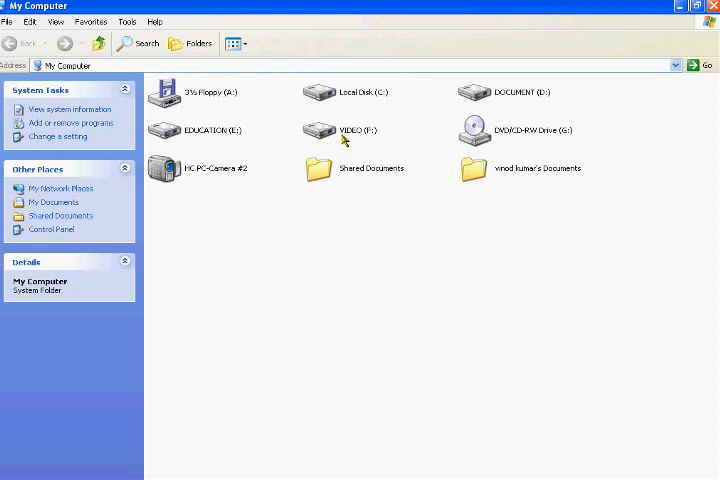 My Computer
File Edit View Favorites Tools Help
Back Search Folders
Address My Computer Go
System Tasks
View system information
Add or remove programs
Change a setting
Other Places
My Network Places
My Documents
Shared Documents
Control Panel
Details
My Computer
System Folder
3½ Floppy (A:) Local Disk (C:) DOCUMENT (D:)
EDUCATION (E:) VIDEO (F:) DVD/CD-RW Drive (G:)
HC PC-Camera #2 Shared Documents vinod kumar's Documents